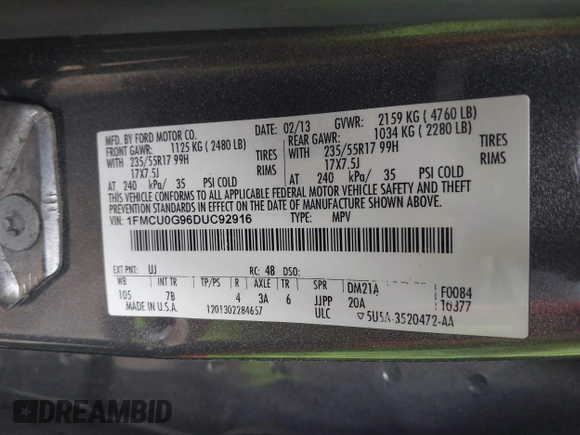 MFD. BY FORD MOTOR CO.
DATE: 02/13 GVWR: 2159 KG ( 4760 LB)
FRONT GAWR: 1125 KG ( 2480 LB) REAR GAWR: 1034 KG ( 2280 LB)
WITH WITH
235/55R17 99H TIRES 235/55R17 99H TIRES
17X7.5J RIMS 17X7.5J RIMS
AT 240 kPa/ 35 PSI COLD AT 240 kPa/ 35 PSI COLD
THIS VEHICLE CONFORMS TO ALL APPLICABLE FEDERAL MOTOR VEHICLE SAFETY AND THEFT
PREVENTION STANDARDS IN EFFECT ON THE DATE OF MANUFACTURE SHOWN ABOVE.
VIN: 1FMCU0G96DUC92916 TYPE: MPV
EXT PNT: UJ RC: 48 DSO:
WB INT TR TP/PS R AXLE TR SPR DM21A F0084
105 7B 4 3A 6 JJPP 20A 10377
MADE IN U.S.A. 1201302284657 ULC 5U5A-3520472-AA
DREAMBID